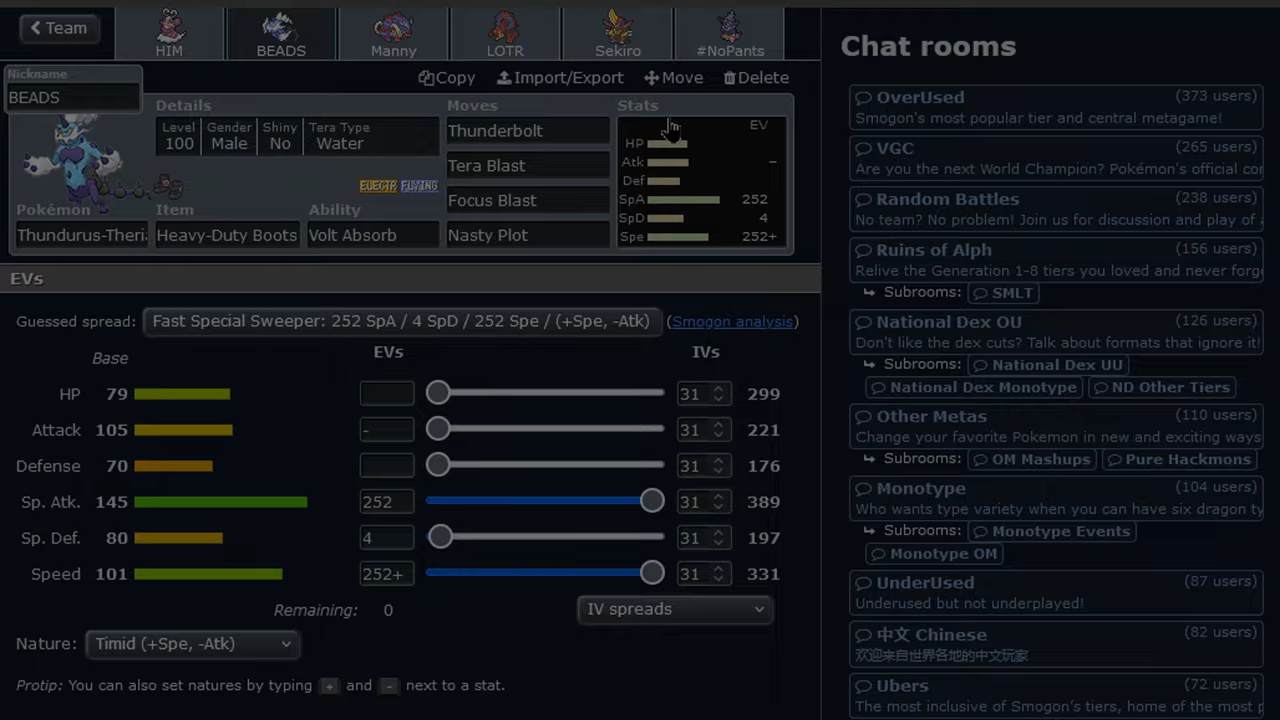 Team
HIM
BEADS
Manny
LOTR
Sekiro
#NoPants
Copy
Import/Export
Move
Delete
Nickname
BEADS
Details
Level
100
Gender
Male
Shiny
No
Tera Type
Water
ELECTR FLYING
Pokémon
Thundurus-Theri
Item
Heavy-Duty Boots
Ability
Volt Absorb
Moves
Thunderbolt
Tera Blast
Focus Blast
Nasty Plot
Stats
EV
HP
Atk –
Def
SpA 252
SpD 4
Spe 252+
EVs
Guessed spread: Fast Special Sweeper: 252 SpA / 4 SpD / 252 Spe / (+Spe, -Atk) (Smogon analysis)
Base EVs IVs
HP 79 31 299
Attack 105 - 31 221
Defense 70 31 176
Sp. Atk. 145 252 31 389
Sp. Def. 80 4 31 197
Speed 101 252+ 31 331
Remaining: 0
IV spreads
Nature: Timid (+Spe, -Atk)
Protip: You can also set natures by typing + and - next to a stat.
Chat rooms
OverUsed (373 users)
Smogon's most popular tier and central metagame!
VGC (265 users)
Are you the next World Champion? Pokémon's official cor
Random Battles (238 users)
No team? No problem! Join us for discussion and play of
Ruins of Alph (156 users)
Relive the Generation 1-8 tiers you loved and never forg
Subrooms: SMLT
National Dex OU (126 users)
Don't like the dex cuts? Talk about formats that ignore it!
Subrooms: National Dex UU
National Dex Monotype ND Other Tiers
Other Metas (110 users)
Change your favorite Pokemon in new and exciting ways
Subrooms: OM Mashups Pure Hackmons
Monotype (104 users)
Who wants type variety when you can have six dragon ty
Subrooms: Monotype Events
Monotype OM
UnderUsed (87 users)
Underused but not underplayed!
中文 Chinese (82 users)
欢迎来自世界各地的中文玩家
Ubers (72 users)
The most inclusive of Smogon's tiers, home of the most p